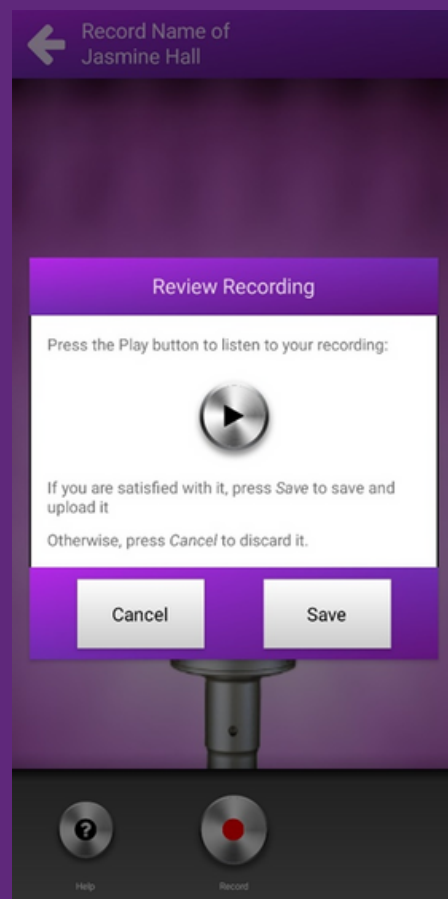 Record Name of
Jasmine Hall
Review Recording
Press the Play button to listen to your recording:
If you are satisfied with it, press Save to save and
upload it
Otherwise, press Cancel to discard it.
Cancel
Save
?
Help
Record